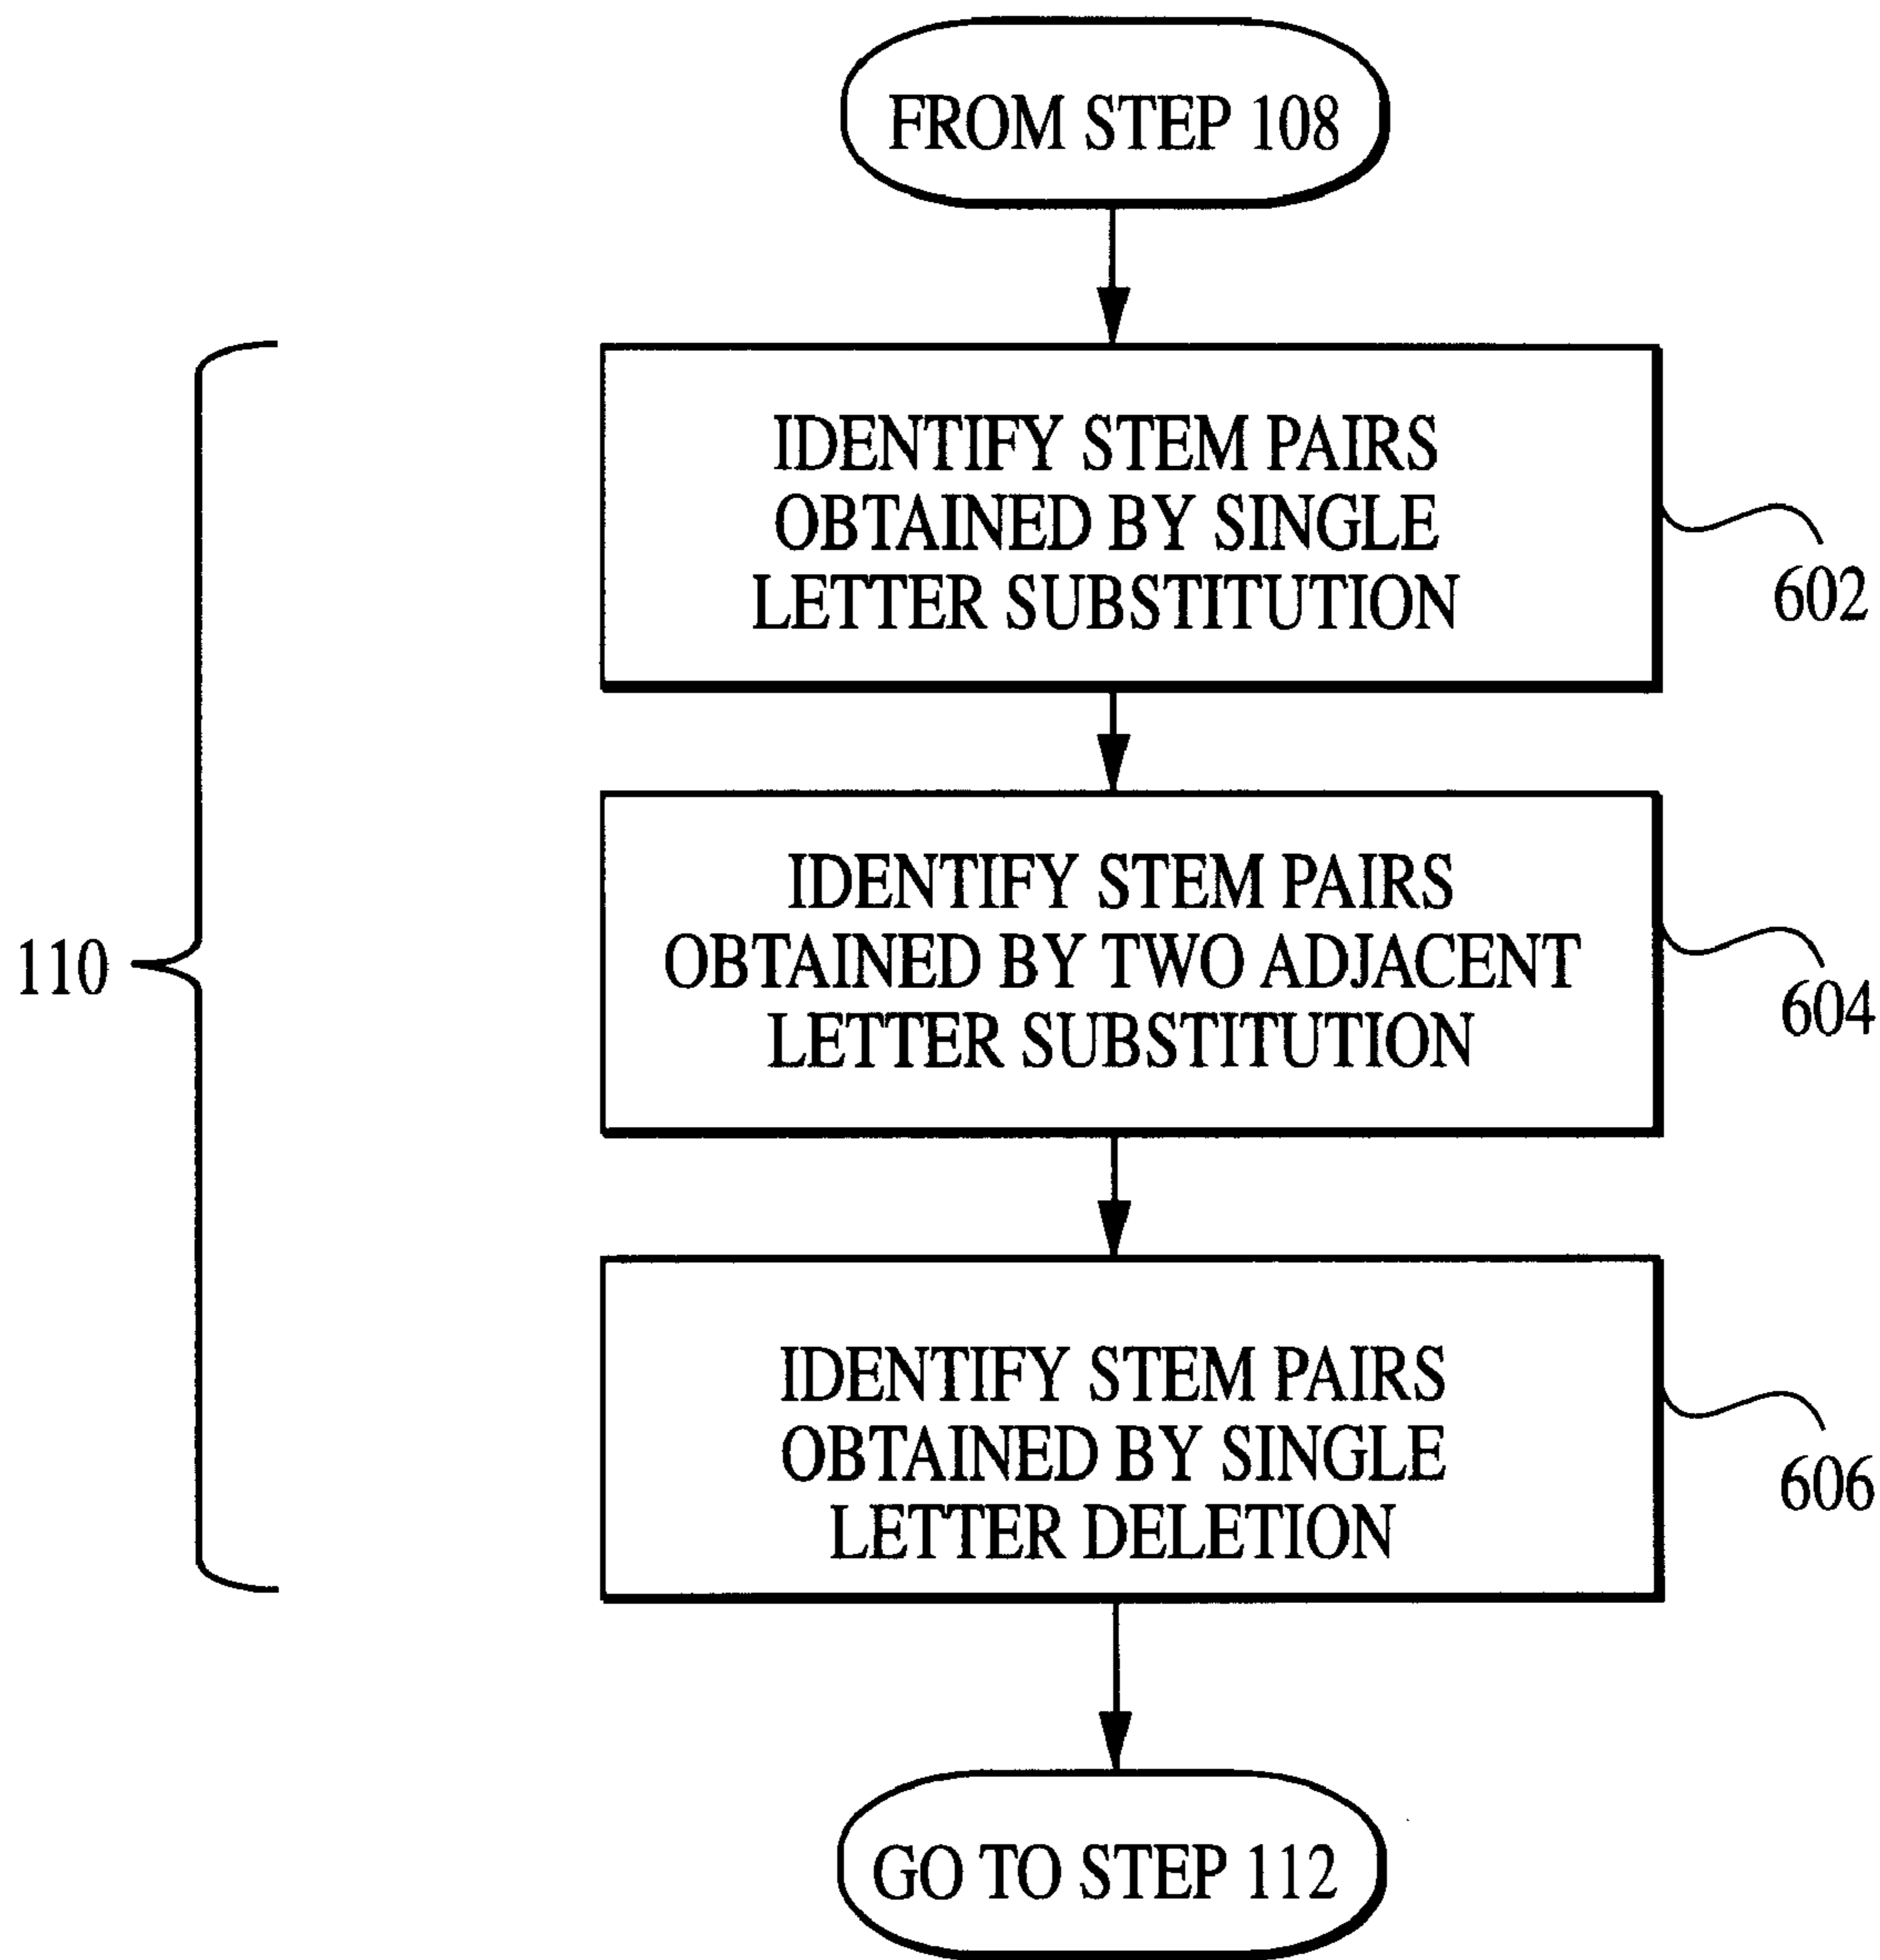 FROM STEP 108
IDENTIFY STEM PAIRS
OBTAINED BY SINGLE
LETTER SUBSTITUTION
602
IDENTIFY STEM PAIRS
OBTAINED BY TWO ADJACENT
LETTER SUBSTITUTION
604
110
IDENTIFY STEM PAIRS
OBTAINED BY SINGLE
LETTER DELETION
606
GO TO STEP 112